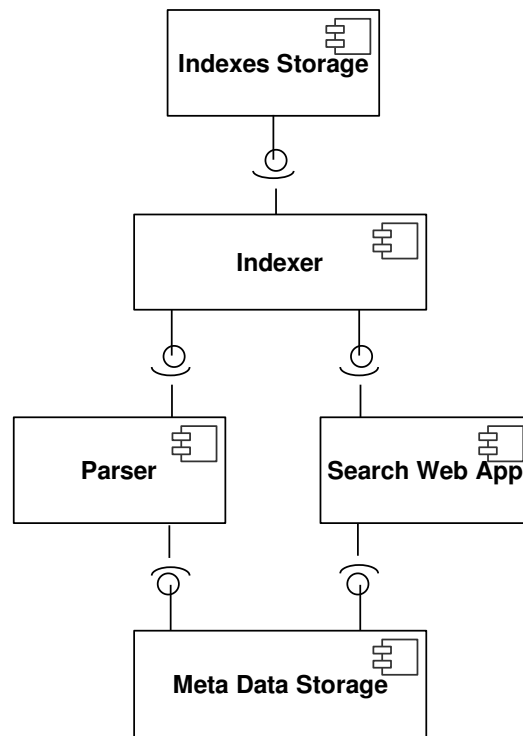 Indexes Storage
Indexer
Parser
Search Web App
Meta Data Storage